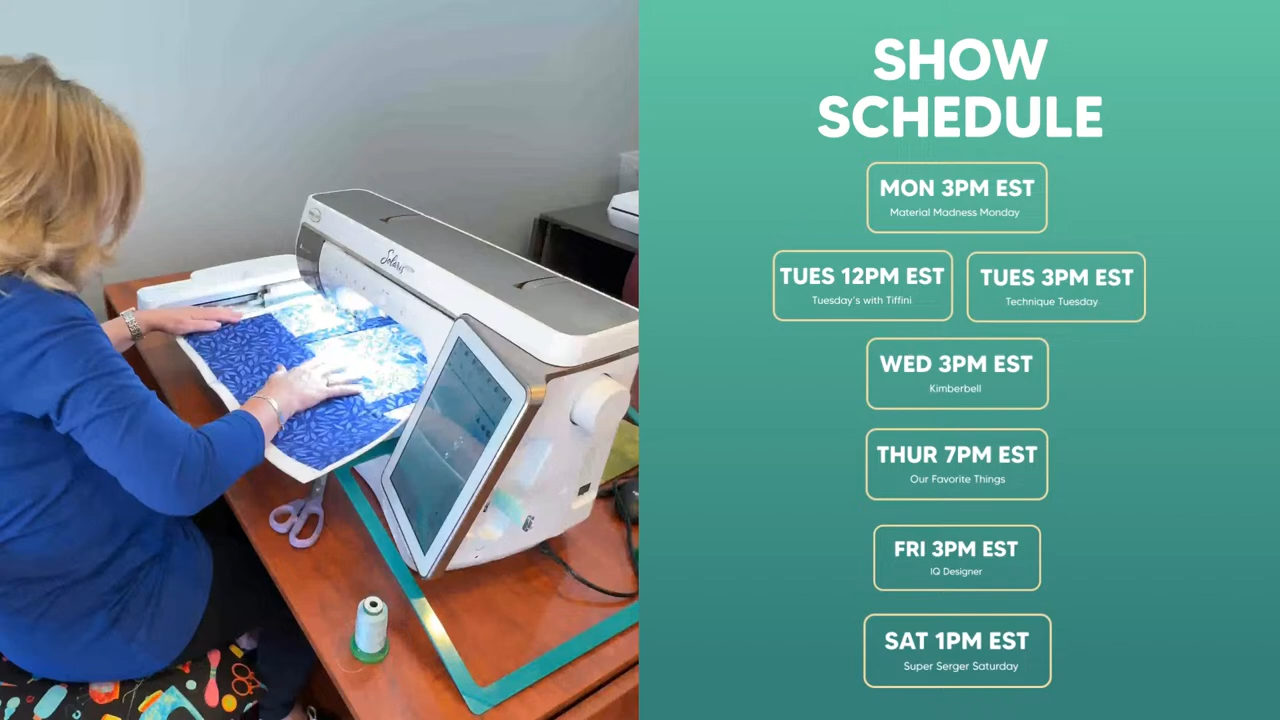 Solaris
SHOW
SCHEDULE
MON 3PM EST
Material Madness Monday
TUES 12PM EST
Tuesday's with Tiffini
TUES 3PM EST
Technique Tuesday
WED 3PM EST
Kimberbell
THUR 7PM EST
Our Favorite Things
FRI 3PM EST
IQ Designer
SAT 1PM EST
Super Serger Saturday